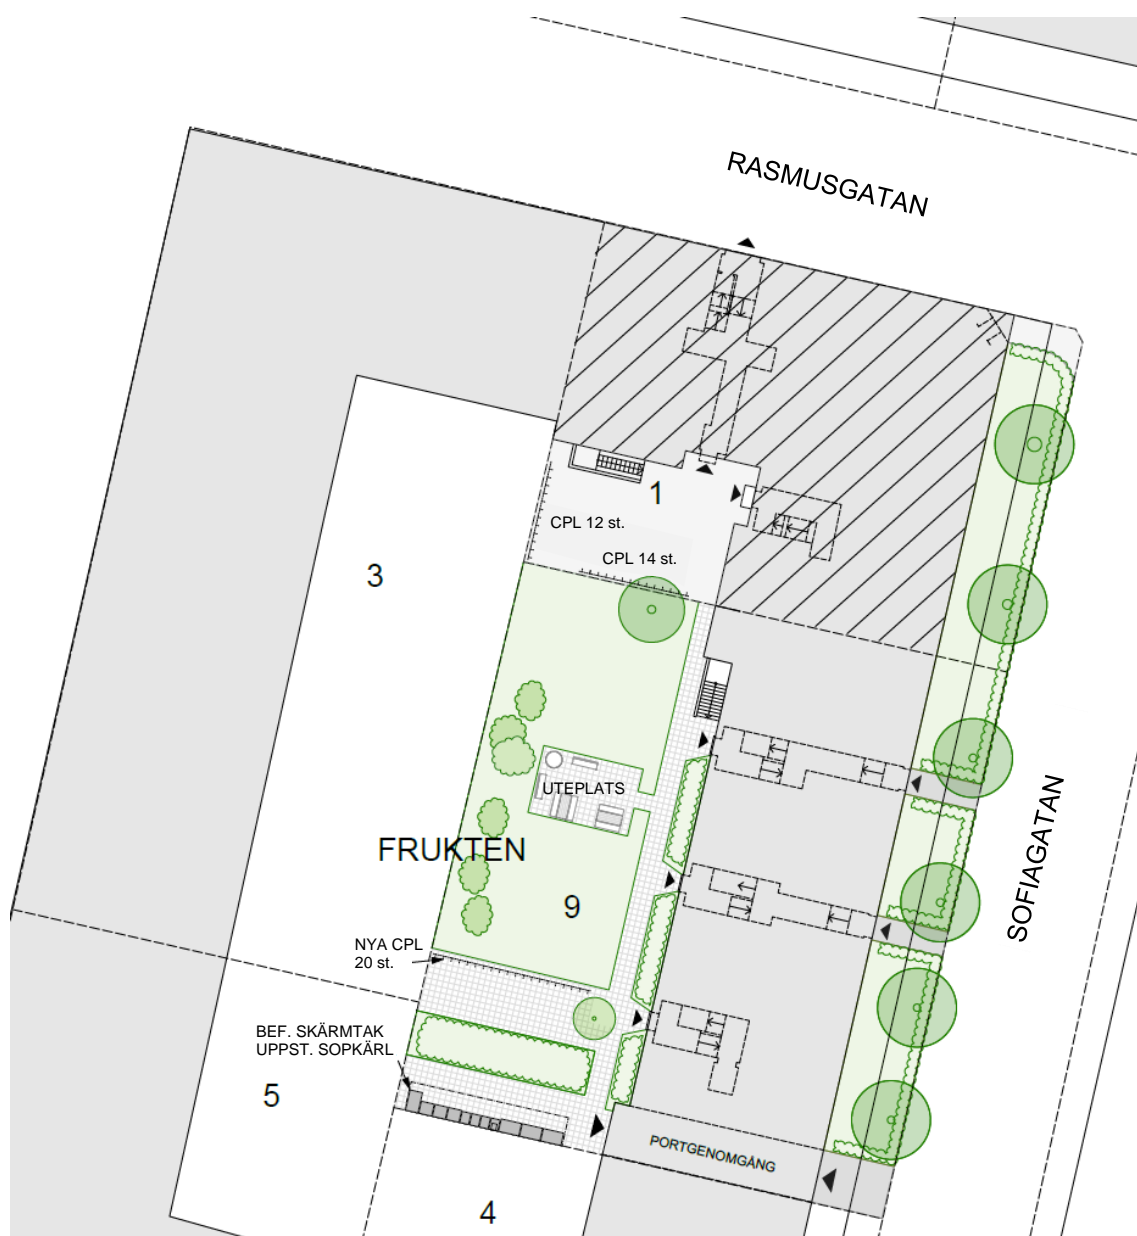 RASMUSGATAN
1
CPL 12 st.
CPL 14 st.
3
UTEPLATS
SOFIAGATAN
FRUKTEN
9
NYA CPL
20 st.
BEF. SKÄRMTAK
UPPST. SOPKÄRL
5
PORTGENOMGÅNG
4